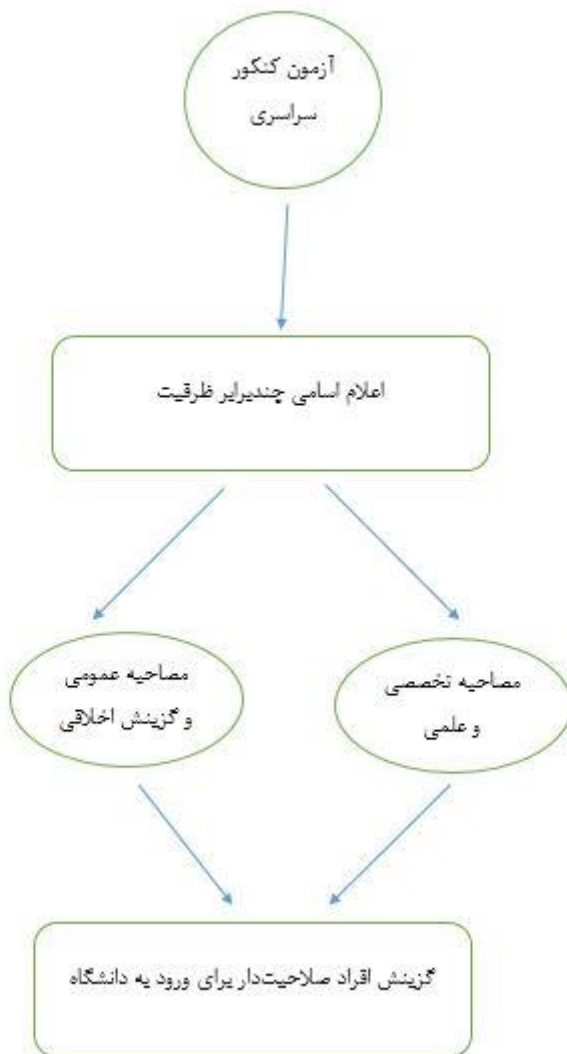 آزمون کنکور
سراسری
اعلام اسامی چندبرابر ظرفیت
مصاحبه تخصصی
و علمی
مصاحبه عمومی
و گزینش اخلاقی
گزینش افراد صلاحیت‌دار برای ورود به دانشگاه